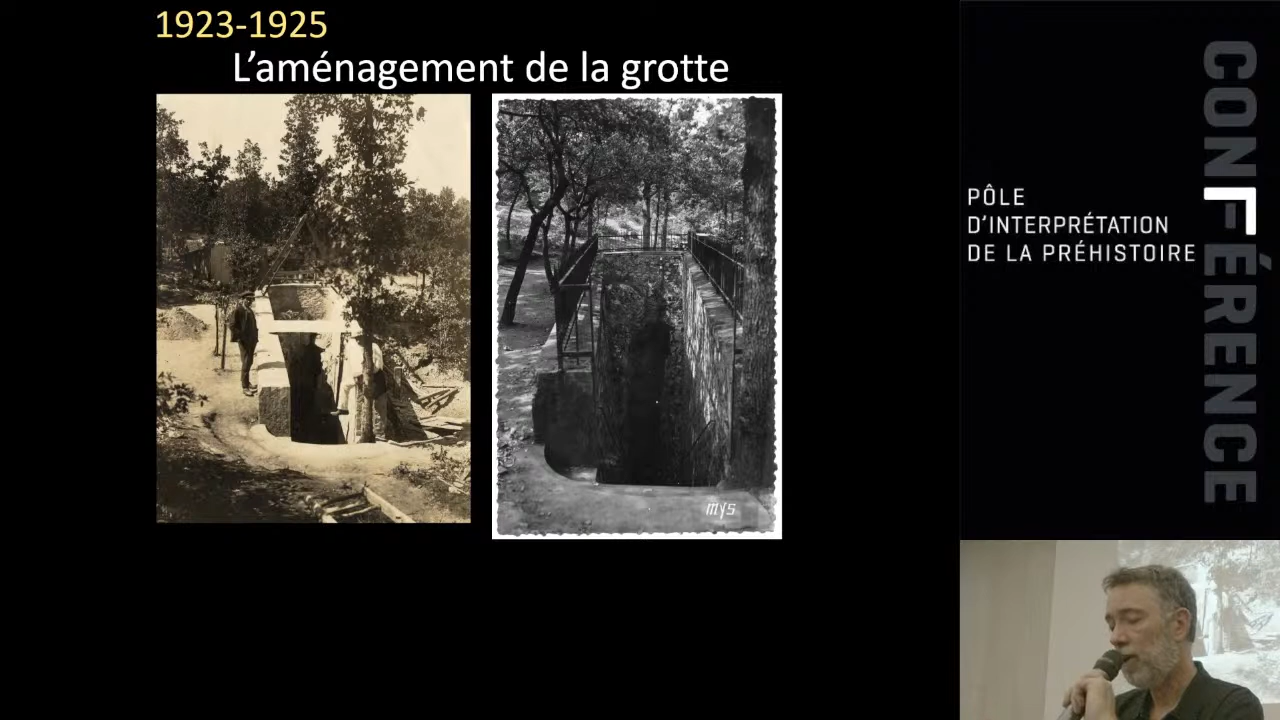 1923-1925
L’aménagement de la grotte
mys
PÔLE
D’INTERPRÉTATION
DE LA PRÉHISTOIRE
CONFÉRENCE